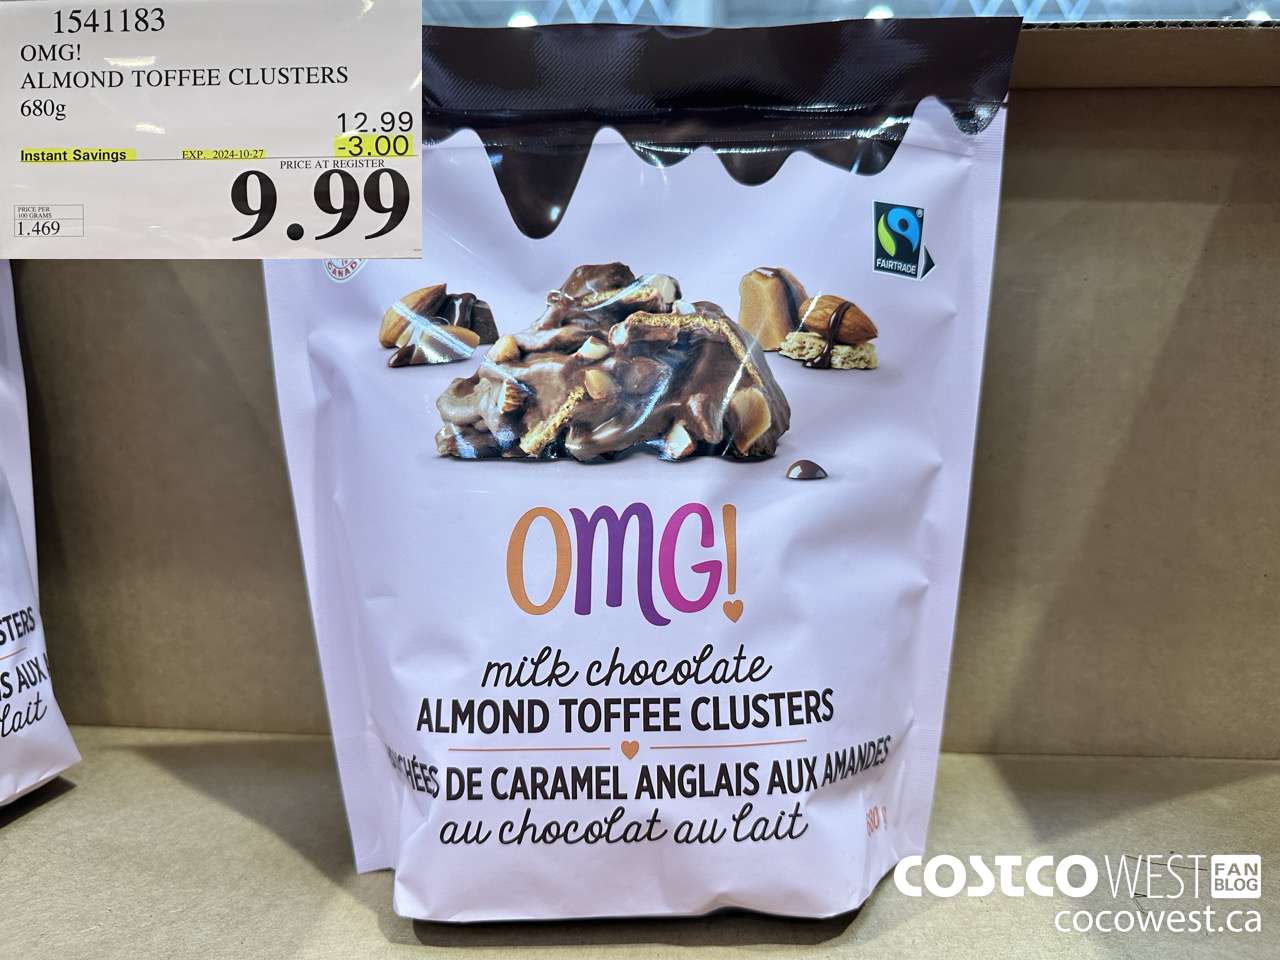 1541183
OMG!
ALMOND TOFFEE CLUSTERS
680g
12.99
Instant Savings EXP. 2024-10-27 -3.00
PRICE AT REGISTER
9.99
PRICE PER
100 GRAMS
1.469
CANADA
FAIRTRADE
OMG!
milk chocolate
ALMOND TOFFEE CLUSTERS
DE CARAMEL ANGLAIS AUX AMANDES
au chocolat au lait
680 g
STERS
S AUX
lait
COSTCO WEST FAN BLOG
cocowest.ca